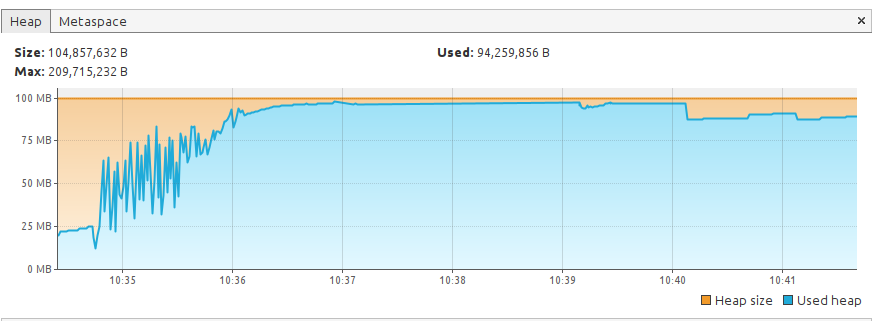 Heap Metaspace ×
Size: 104,857,632 B Used: 94,259,856 B
Max: 209,715,232 B
100 MB
75 MB
50 MB
25 MB
0 MB
10:35 10:36 10:37 10:38 10:39 10:40 10:41
Heap size Used heap